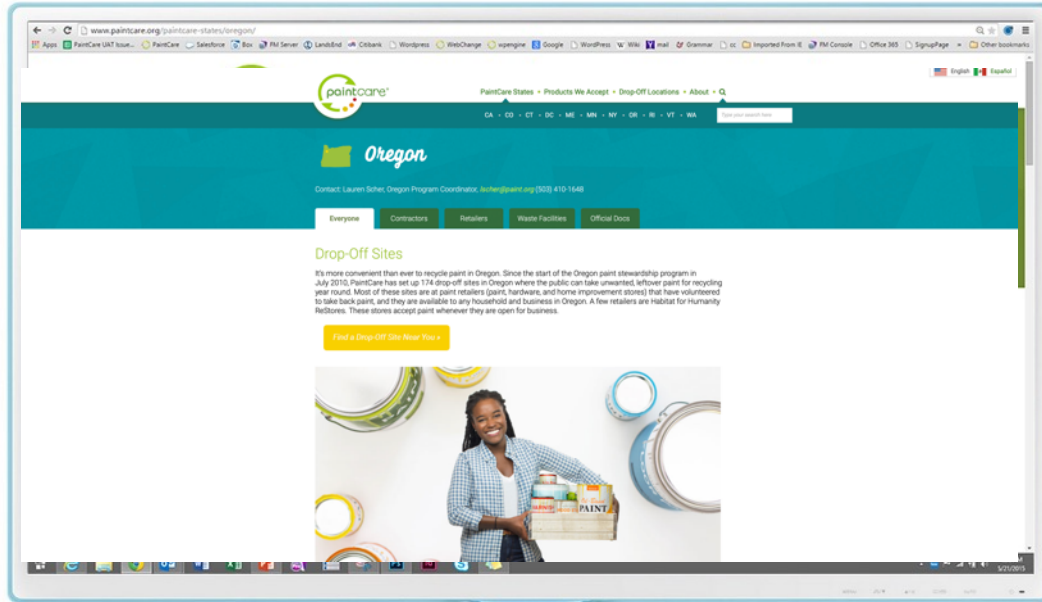 www.paintcare.org/paintcare-states/oregon/
Apps PaintCare UAT Issue... PaintCare Salesforce Box FM Server LandsEnd Citibank Wordpress WebChange wpengine Google WordPress Wiki mail Grammar cc Imported From IE FM Console Office 365 SignupPage » Other bookmarks
English Español
paintcare
PaintCare States • Products We Accept • Drop-Off Locations • About •
CA • CO • CT • DC • ME • MN • NY • OR • RI • VT • WA Type your search here
Oregon
Contact: Lauren Scher, Oregon Program Coordinator, lscher@paint.org (503) 410-1648
Everyone Contractors Retailers Waste Facilities Official Docs
Drop-Off Sites
It's more convenient than ever to recycle paint in Oregon. Since the start of the Oregon paint stewardship program in
July 2010, PaintCare has set up 174 drop-off sites in Oregon where the public can take unwanted, leftover paint for recycling
year round. Most of these sites are at paint retailers (paint, hardware, and home improvement stores) that have volunteered
to take back paint, and they are available to any household and business in Oregon. A few retailers are Habitat for Humanity
ReStores. These stores accept paint whenever they are open for business.
Find a Drop-Off Site Near You »
PAINT
5/21/2015